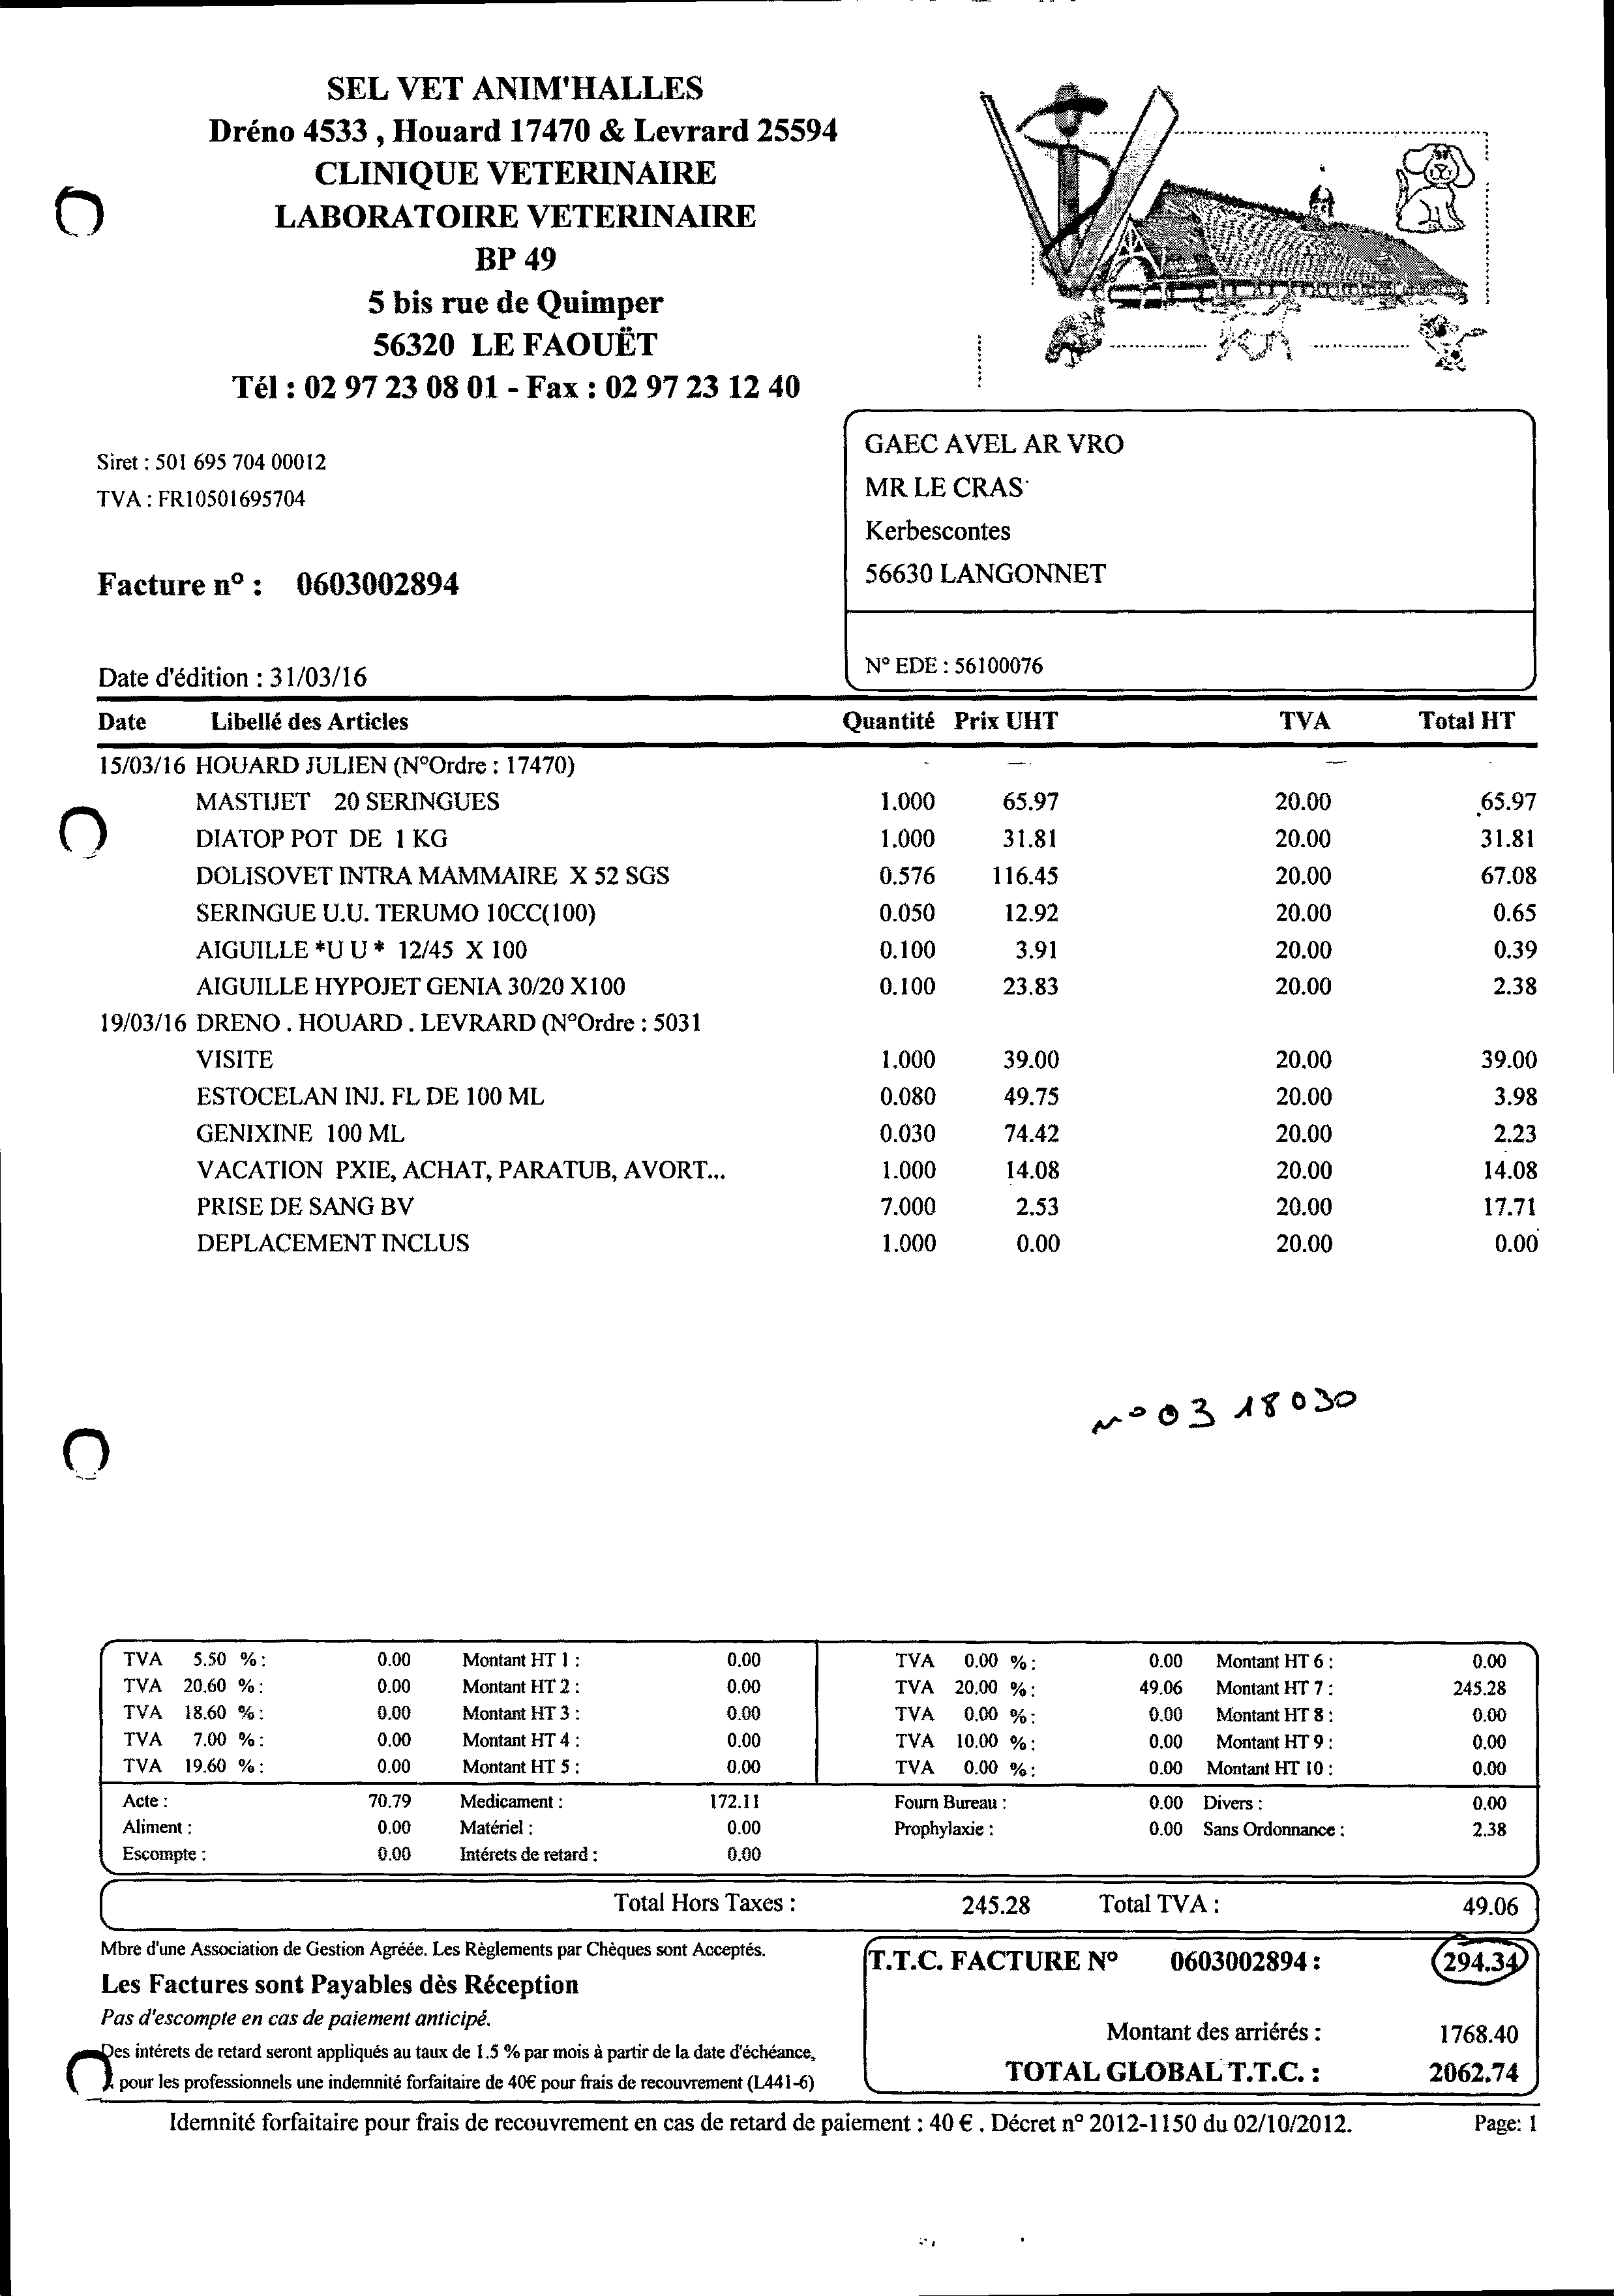 SEL VET ANIM'HALLES
Dréno 4533 , Houard 17470 & Levrard 25594
CLINIQUE VETERINAIRE
LABORATOIRE VETERINAIRE
BP 49
5 bis rue de Quimper
56320 LE FAOUËT
Tél : 02 97 23 08 01 - Fax : 02 97 23 12 40
Siret : 501 695 704 00012
TVA : FR10501695704
GAEC AVEL AR VRO
MR LE CRAS
Kerbescontes
56630 LANGONNET
N° EDE : 56100076
Facture n° : 0603002894
Date d'édition : 31/03/16
Date Libellé des Articles Quantité Prix UHT TVA Total HT
15/03/16 HOUARD JULIEN (N°Ordre : 17470)
MASTIJET 20 SERINGUES 1.000 65.97 20.00 65.97
DIATOP POT DE 1 KG 1.000 31.81 20.00 31.81
DOLISOVET INTRA MAMMAIRE X 52 SGS 0.576 116.45 20.00 67.08
SERINGUE U.U. TERUMO 10CC(100) 0.050 12.92 20.00 0.65
AIGUILLE *U U * 12/45 X 100 0.100 3.91 20.00 0.39
AIGUILLE HYPOJET GENIA 30/20 X100 0.100 23.83 20.00 2.38
19/03/16 DRENO . HOUARD . LEVRARD (N°Ordre : 5031
VISITE 1.000 39.00 20.00 39.00
ESTOCELAN INJ. FL DE 100 ML 0.080 49.75 20.00 3.98
GENIXINE 100 ML 0.030 74.42 20.00 2.23
VACATION PXIE, ACHAT, PARATUB, AVORT... 1.000 14.08 20.00 14.08
PRISE DE SANG BV 7.000 2.53 20.00 17.71
DEPLACEMENT INCLUS 1.000 0.00 20.00 0.00
n° 03 18030
TVA 5.50 % : 0.00 Montant HT 1 : 0.00 TVA 0.00 % : 0.00 Montant HT 6 : 0.00
TVA 20.60 % : 0.00 Montant HT 2 : 0.00 TVA 20.00 % : 49.06 Montant HT 7 : 245.28
TVA 18.60 % : 0.00 Montant HT 3 : 0.00 TVA 0.00 % : 0.00 Montant HT 8 : 0.00
TVA 7.00 % : 0.00 Montant HT 4 : 0.00 TVA 10.00 % : 0.00 Montant HT 9 : 0.00
TVA 19.60 % : 0.00 Montant HT 5 : 0.00 TVA 0.00 % : 0.00 Montant HT 10 : 0.00
Acte : 70.79 Medicament : 172.11 Fourn Bureau : 0.00 Divers : 0.00
Aliment : 0.00 Matériel : 0.00 Prophylaxie : 0.00 Sans Ordonnance : 2.38
Escompte : 0.00 Intérets de retard : 0.00
Total Hors Taxes : 245.28 Total TVA : 49.06
Mbre d'une Association de Gestion Agréée. Les Règlements par Chèques sont Acceptés.
Les Factures sont Payables dès Réception
Pas d'escompte en cas de paiement anticipé.
Des intérets de retard seront appliqués au taux de 1.5 % par mois à partir de la date d'échéance,
pour les professionnels une indemnité forfaitaire de 40€ pour frais de recouvrement (L441-6)
T.T.C. FACTURE N° 0603002894 : 294.34
Montant des arriérés : 1768.40
TOTAL GLOBAL T.T.C. : 2062.74
Idemnité forfaitaire pour frais de recouvrement en cas de retard de paiement : 40 € . Décret n° 2012-1150 du 02/10/2012. Page: 1